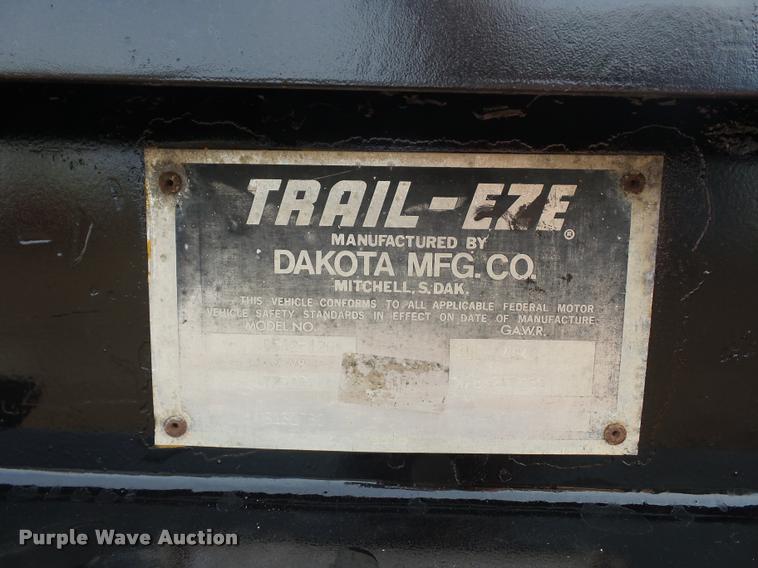 TRAIL-EZE®
MANUFACTURED BY
DAKOTA MFG. CO.
MITCHELL, S. DAK.
THIS VEHICLE CONFORMS TO ALL APPLICABLE FEDERAL MOTOR
VEHICLE SAFETY STANDARDS IN EFFECT ON DATE OF MANUFACTURE
MODEL NO. G.A.W.R.
Purple Wave Auction